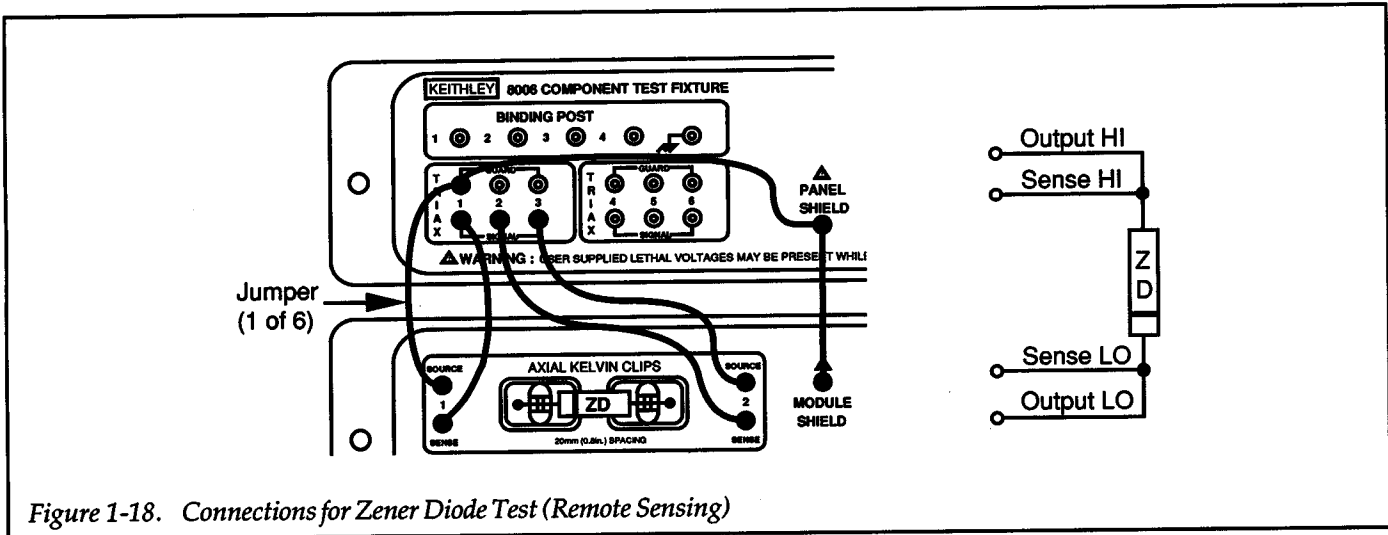 KEITHLEY 8006 COMPONENT TEST FIXTURE
BINDING POST
1 2 3 4
TRIAX
GUARD
1 2 3
SIGNAL
TRIAX
GUARD
4 5 6
SIGNAL
PANEL
SHIELD
WARNING : USER SUPPLIED LETHAL VOLTAGES MAY BE PRESENT WHILE
Jumper
(1 of 6)
AXIAL KELVIN CLIPS
SOURCE
1
SENSE
ZD
20mm (0.8in.) SPACING
SOURCE
2
SENSE
MODULE
SHIELD
Output HI
Sense HI
Z
D
Sense LO
Output LO
Figure 1-18. Connections for Zener Diode Test (Remote Sensing)